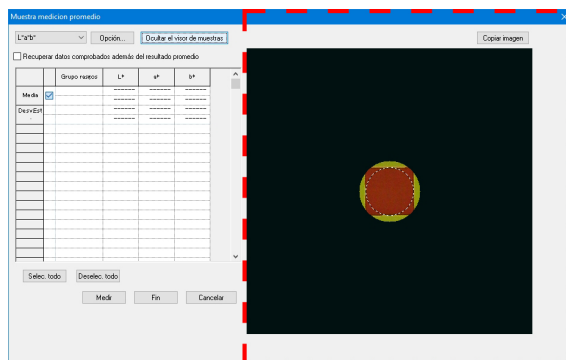 Muestra medicion promedio
L*a*b*
Opción...
Ocultar el visor de muestras
Copiar imagen
Recuperar datos comprobados además del resultado promedio
Grupo rasgos L* a* b*
Media ------ ------ ------
------ ------ ------
DesvEst ------ ------ ------
. ------ ------ ------
Selec. todo
Deselec. todo
Medir
Fin
Cancelar